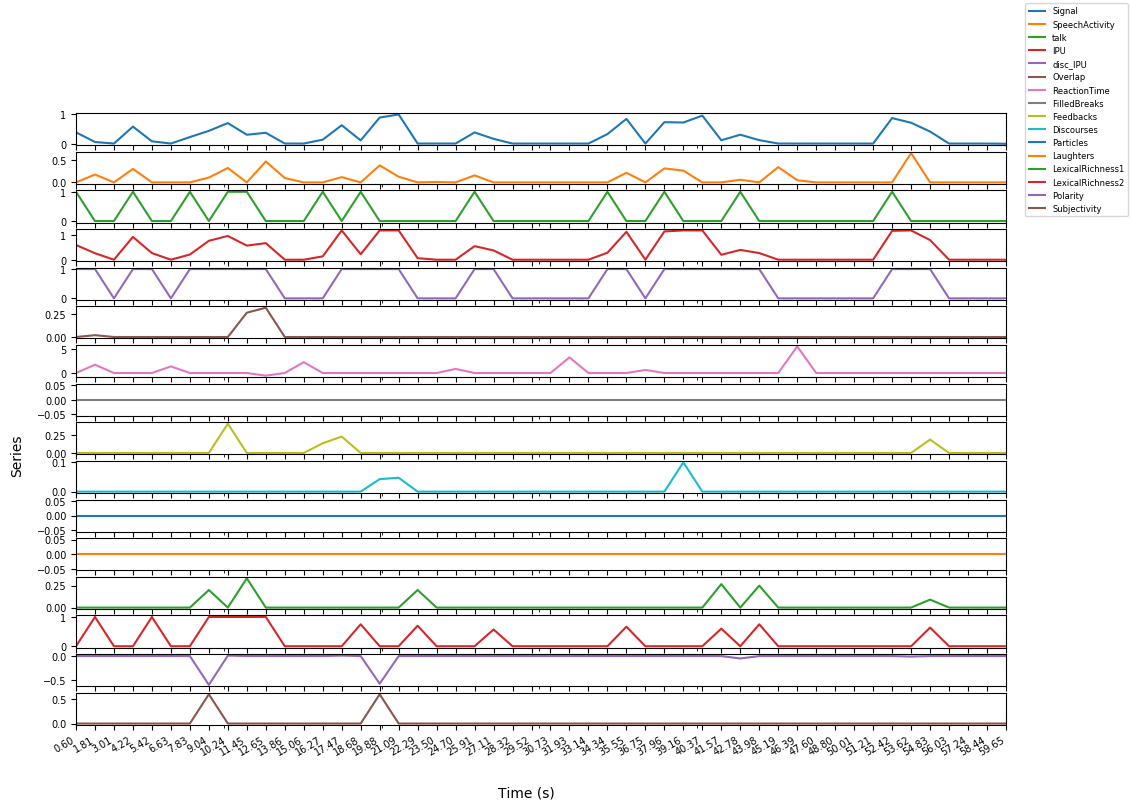 Signal
SpeechActivity
talk
IPU
disc_IPU
Overlap
ReactionTime
FilledBreaks
Feedbacks
Discourses
Particles
Laughters
LexicalRichness1
LexicalRichness2
Polarity
Subjectivity
1
0
0.5
0.0
1
0
1
0
1
0
0.25
0.00
5
0
0.05
0.00
−0.05
0.25
0.00
0.1
0.0
0.05
0.00
−0.05
0.05
0.00
−0.05
0.25
0.00
1
0
0.0
−0.5
0.5
0.0
Series
0.60 1.81 3.01 4.22 5.42 6.63 7.83 9.04 10.24 11.45 12.65 13.86 15.06 16.27 17.47 18.68 19.88 21.09 22.29 23.50 24.70 25.91 27.11 28.32 29.52 30.73 31.93 33.14 34.34 35.55 36.75 37.96 39.16 40.37 41.57 42.78 43.98 45.19 46.39 47.60 48.80 50.01 51.21 52.42 53.62 54.83 56.03 57.24 58.44 59.65
Time (s)